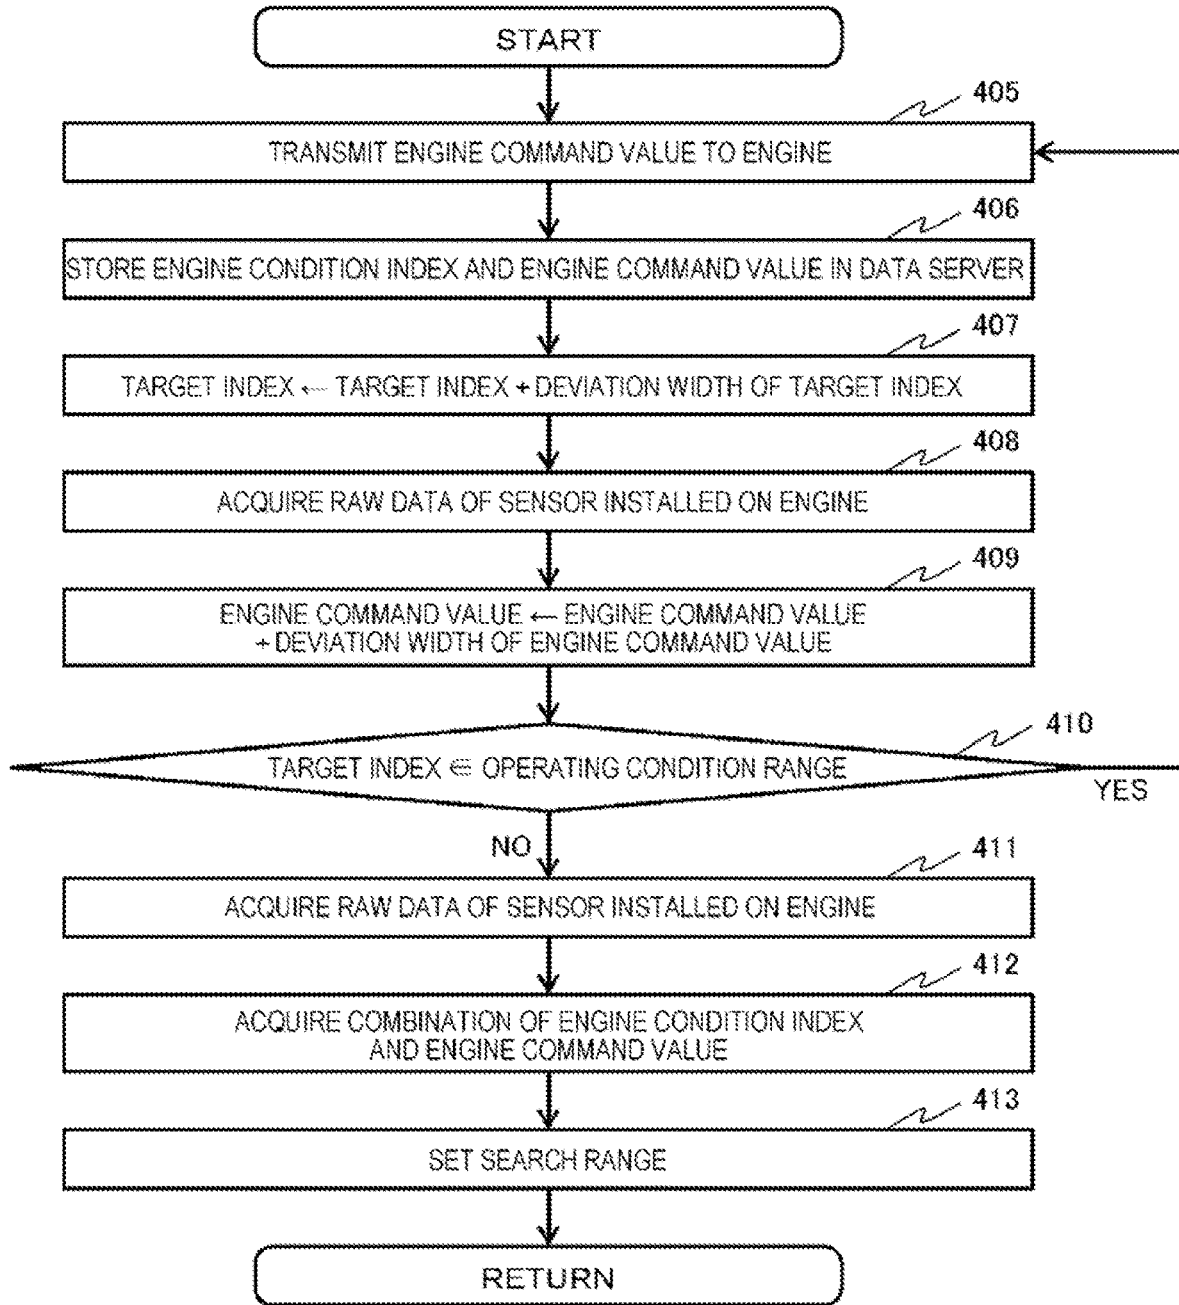 START
405
TRANSMIT ENGINE COMMAND VALUE TO ENGINE
406
STORE ENGINE CONDITION INDEX AND ENGINE COMMAND VALUE IN DATA SERVER
407
TARGET INDEX ← TARGET INDEX + DEVIATION WIDTH OF TARGET INDEX
408
ACQUIRE RAW DATA OF SENSOR INSTALLED ON ENGINE
409
ENGINE COMMAND VALUE ← ENGINE COMMAND VALUE
+ DEVIATION WIDTH OF ENGINE COMMAND VALUE
410
TARGET INDEX ∈ OPERATING CONDITION RANGE
YES
NO
411
ACQUIRE RAW DATA OF SENSOR INSTALLED ON ENGINE
412
ACQUIRE COMBINATION OF ENGINE CONDITION INDEX
AND ENGINE COMMAND VALUE
413
SET SEARCH RANGE
RETURN